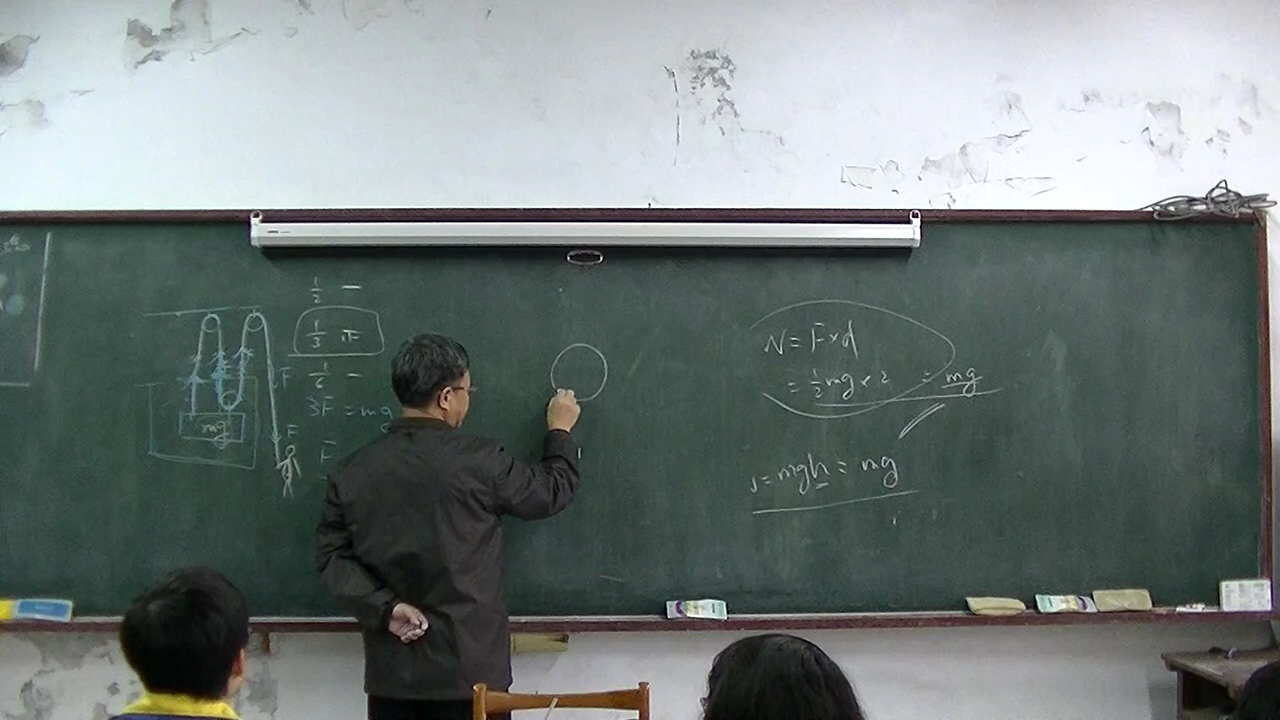 1/2 —
1/3 F
1/6 —
3F = mg
F
F
F
mg
W = F×d
= 1/2 mg × 2 = mg
= mgh = mg